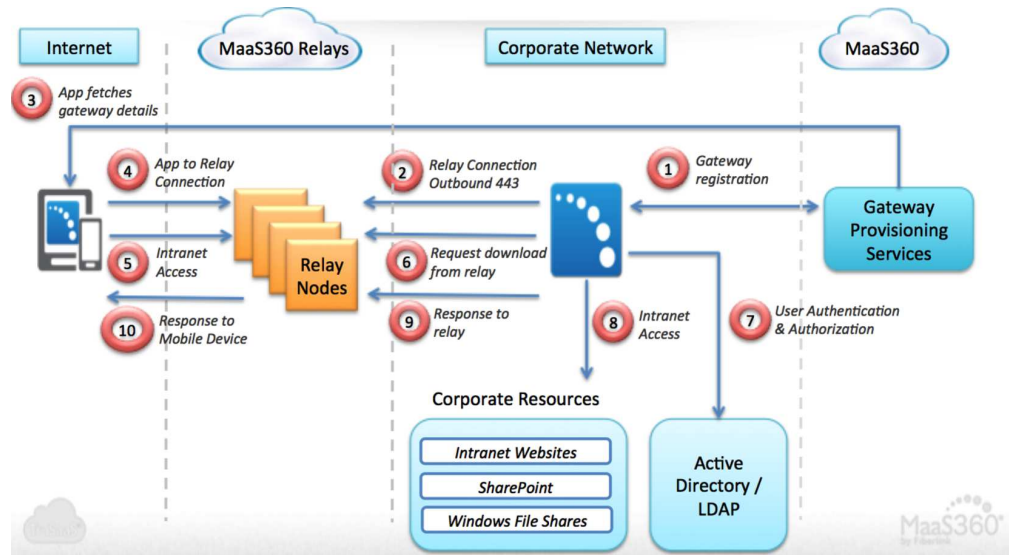 Internet
MaaS360 Relays
Corporate Network
MaaS360
3
App fetches
gateway details
4
App to Relay
Connection
2
Relay Connection
Outbound 443
1
Gateway
registration
Gateway
Provisioning
Services
5
Intranet
Access
Relay
Nodes
6
Request download
from relay
10
Response to
Mobile Device
9
Response to
relay
8
Intranet
Access
7
User Authentication
& Authorization
Corporate Resources
Intranet Websites
SharePoint
Windows File Shares
Active
Directory /
LDAP
MaaS360
by Fiberlink